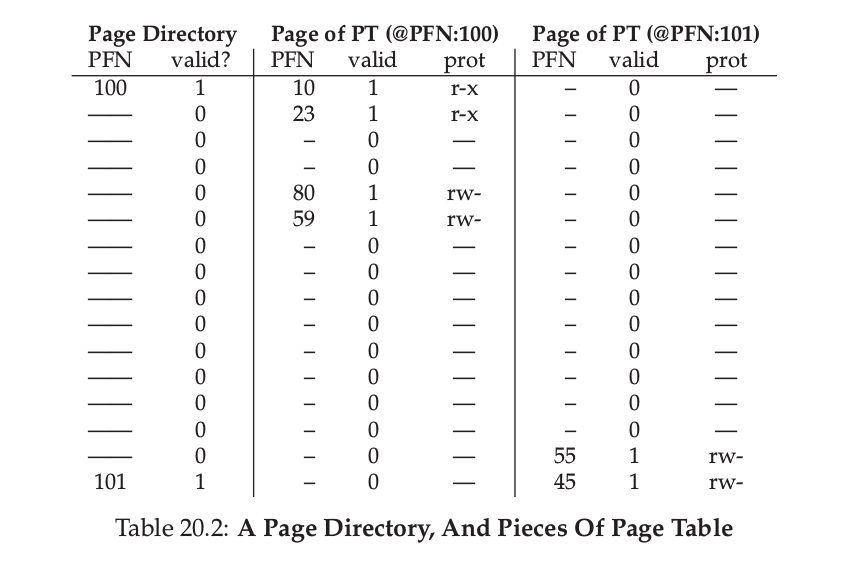 Page Directory Page of PT (@PFN:100) Page of PT (@PFN:101)
PFN valid? PFN valid prot PFN valid prot
100 1 10 1 r-x – 0 —
—— 0 23 1 r-x – 0 —
—— 0 – 0 — – 0 —
—— 0 – 0 — – 0 —
—— 0 80 1 rw- – 0 —
—— 0 59 1 rw- – 0 —
—— 0 – 0 — – 0 —
—— 0 – 0 — – 0 —
—— 0 – 0 — – 0 —
—— 0 – 0 — – 0 —
—— 0 – 0 — – 0 —
—— 0 – 0 — – 0 —
—— 0 – 0 — – 0 —
—— 0 – 0 — – 0 —
—— 0 – 0 — 55 1 rw-
101 1 – 0 — 45 1 rw-
Table 20.2: A Page Directory, And Pieces Of Page Table